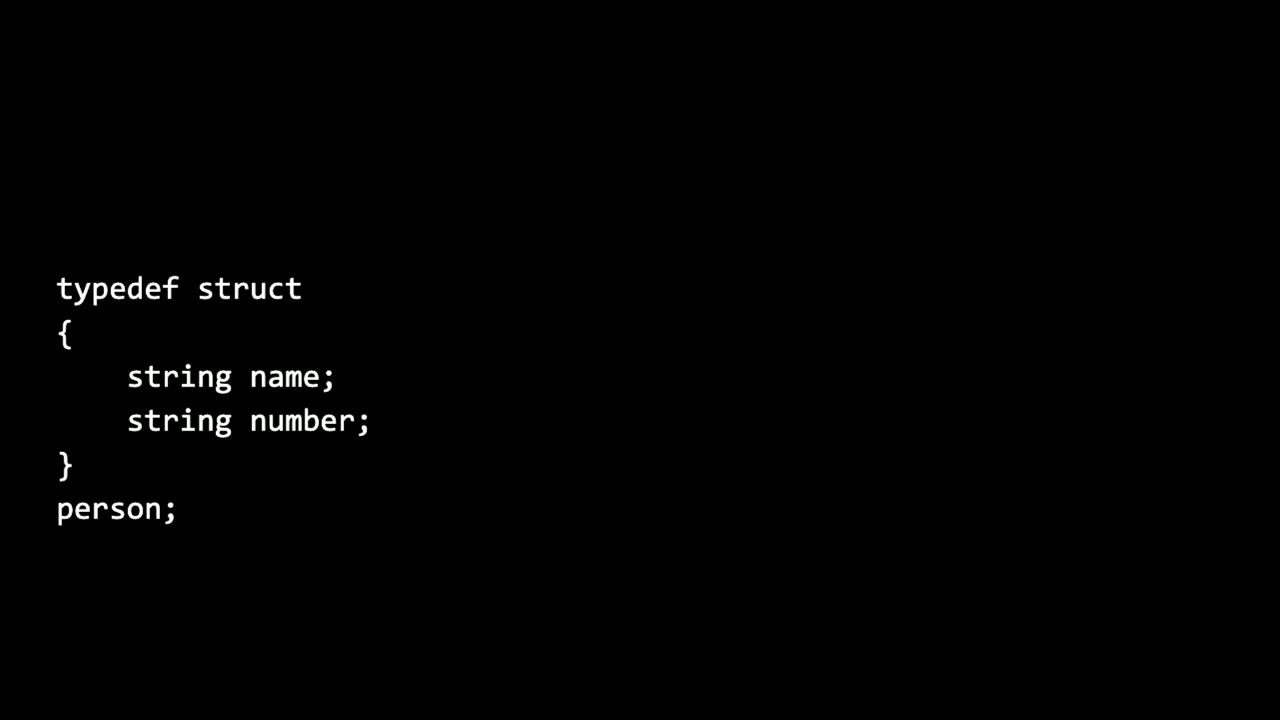 typedef struct
{
    string name;
    string number;
}
person;